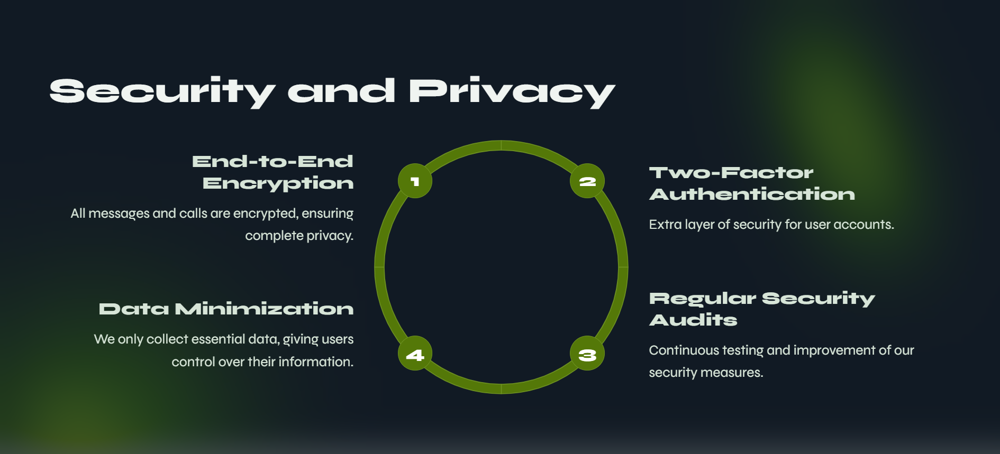 Security and Privacy
1
End-to-End
Encryption
All messages and calls are encrypted, ensuring
complete privacy.
2
Two-Factor
Authentication
Extra layer of security for user accounts.
3
Regular Security
Audits
Continuous testing and improvement of our
security measures.
4
Data Minimization
We only collect essential data, giving users
control over their information.